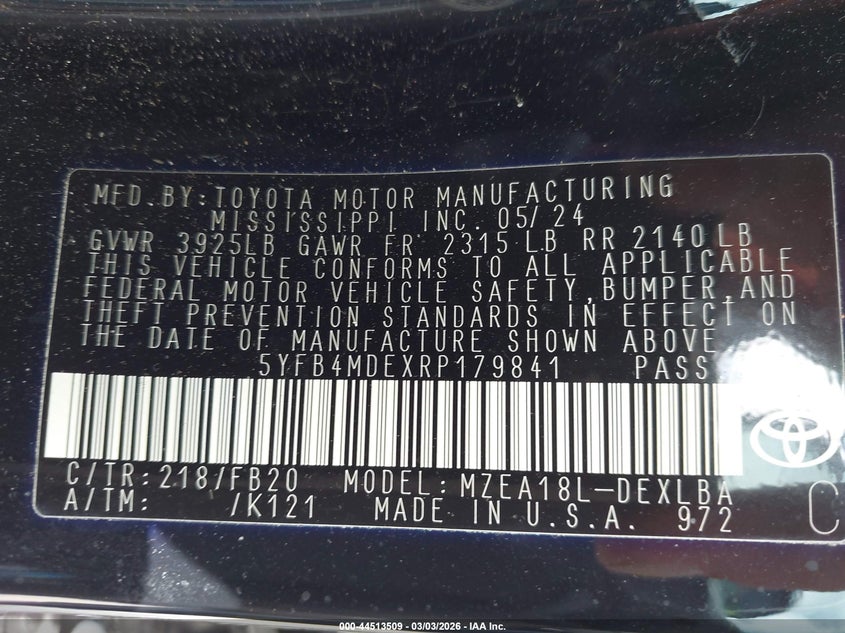 MFD.BY:TOYOTA MOTOR MANUFACTURING
MISSISSIPPI INC. 05/24
GVWR 3925LB GAWR FR 2315 LB RR 2140 LB
THIS VEHICLE CONFORMS TO ALL APPLICABLE
FEDERAL MOTOR VEHICLE SAFETY,BUMPER,AND
THEFT PREVENTION STANDARDS IN EFFECT ON
THE DATE OF MANUFACTURE SHOWN ABOVE.
5YFB4MDEXRP179841 PASS
C/TR:218/FB20 MODEL:MZEA18L-DEXLBA
A/TM: /K121 MADE IN U.S.A. 972 C
000-44513509 - 03/03/2026 - IAA Inc.